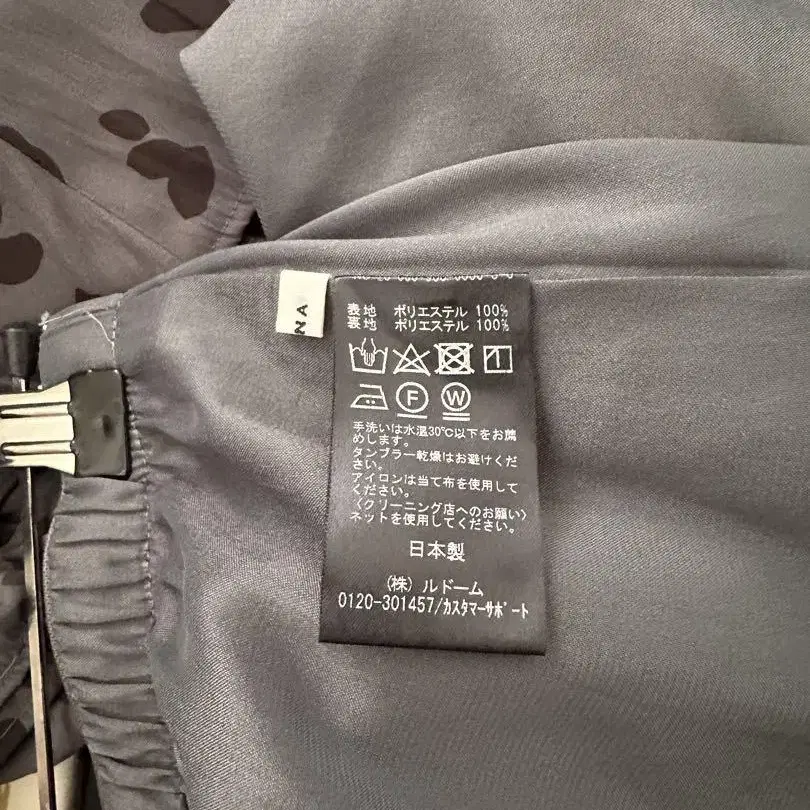 NA
表地 ポリエステル 100%
裏地 ポリエステル 100%
F
W
手洗いは水温30℃以下をお薦
めします。
タンブラー乾燥はお避けくだ
さい。
アイロンは当て布を使用して
ください。
〈クリーニング店へのお願い〉
ネットを使用してください。
日本製
(株) ルドーム
0120-301457/ｶｽﾀﾏｰｻﾎﾟｰﾄ